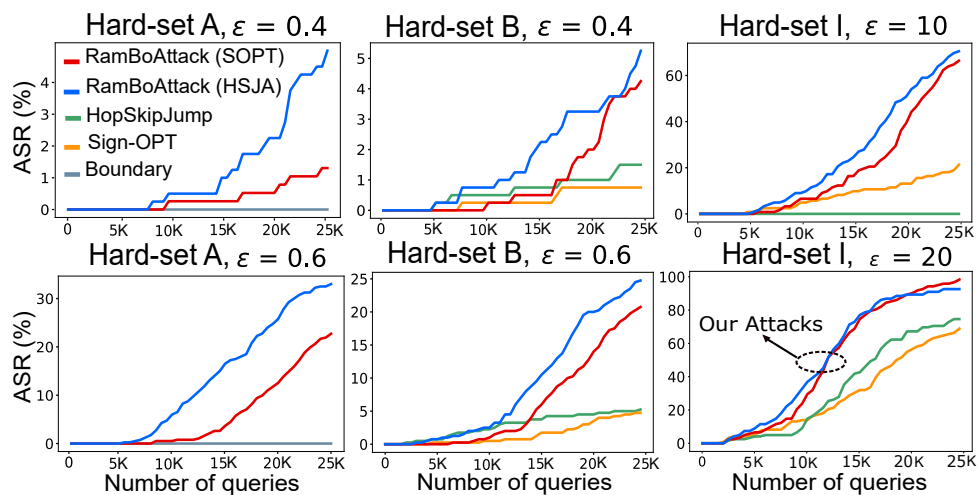 Hard-set A, ε = 0.4
Hard-set B, ε = 0.4
Hard-set I, ε = 10
ASR (%)
4
3
2
1
0
RamBoAttack (SOPT)
RamBoAttack (HSJA)
HopSkipJump
Sign-OPT
Boundary
0 5K 10K 15K 20K 25K
5
4
3
2
1
0
0 5K 10K 15K 20K 25K
60
40
20
0
0 5K 10K 15K 20K 25K
Hard-set A, ε = 0.6
Hard-set B, ε = 0.6
Hard-set I, ε = 20
ASR (%)
30
20
10
0
0 5K 10K 15K 20K 25K
Number of queries
25
20
15
10
5
0
0 5K 10K 15K 20K 25K
Number of queries
100
80
60
40
20
0
Our Attacks
0 5K 10K 15K 20K 25K
Number of queries